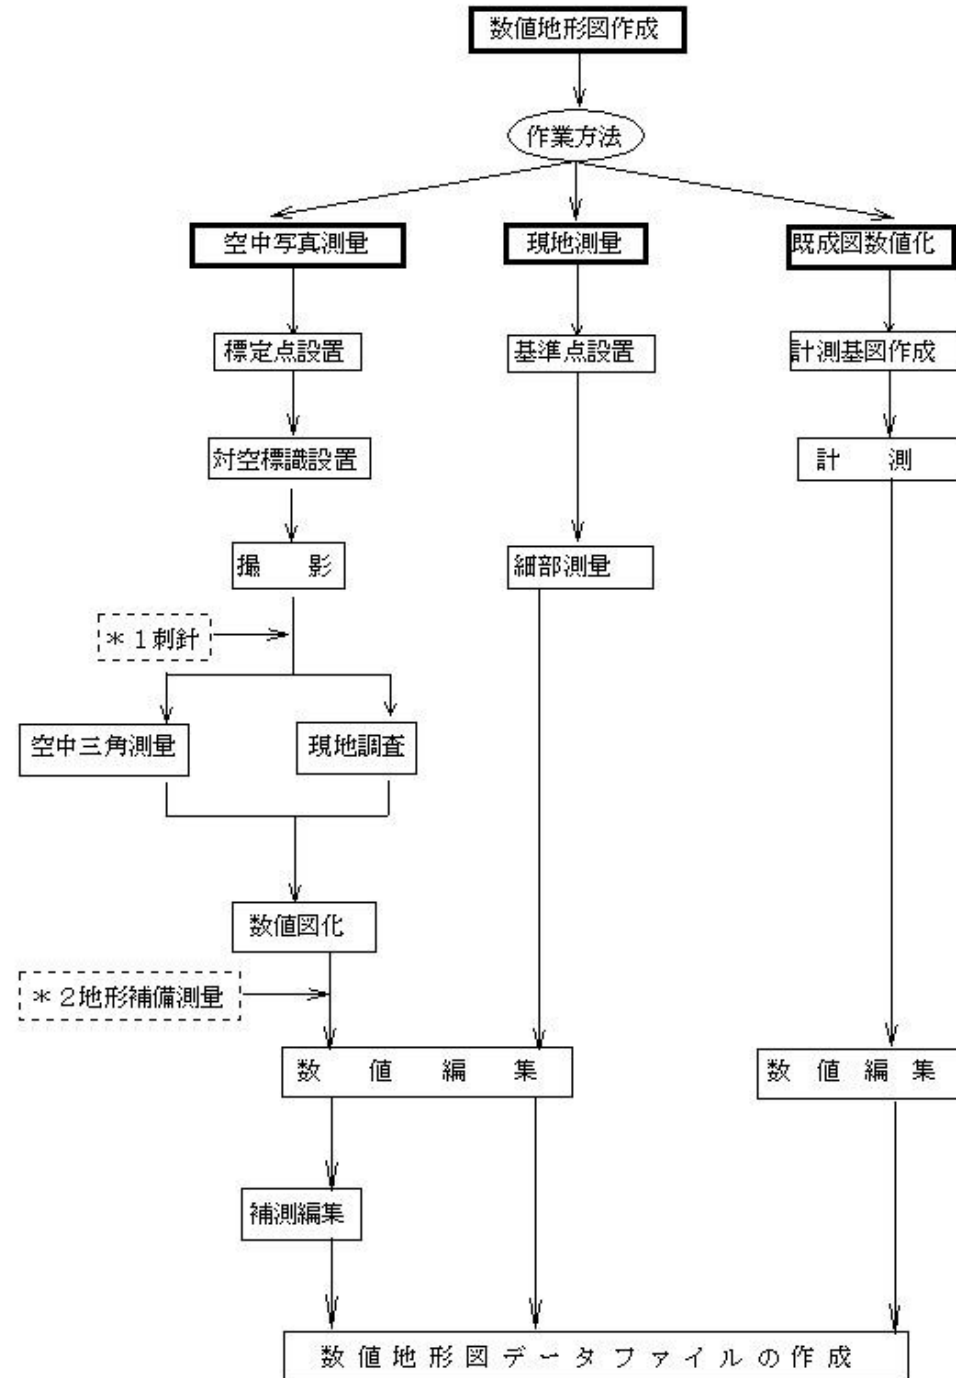 数値地形図作成
作業方法
空中写真測量
現地測量
既成図数値化
標定点設置
基準点設置
計測基図作成
対空標識設置
計 測
撮 影
細部測量
＊１刺針
空中三角測量
現地調査
数値図化
＊２地形補備測量
数 値 編 集
数 値 編 集
補測編集
数値地形図データファイルの作成